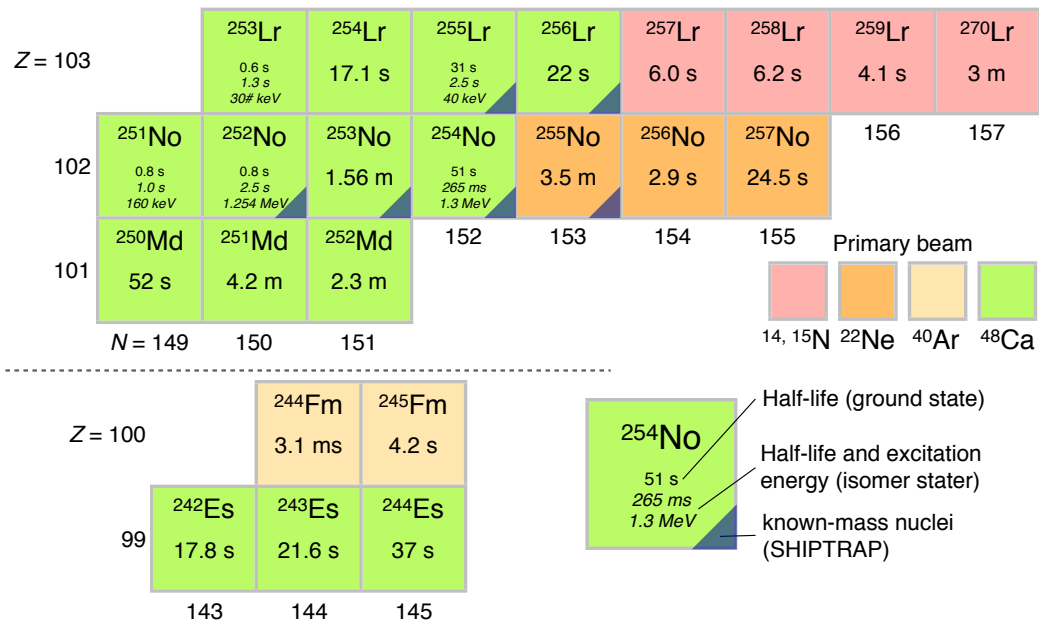 Z = 103
²⁵³Lr
0.6 s
1.3 s
30# keV
²⁵⁴Lr
17.1 s
²⁵⁵Lr
31 s
2.5 s
40 keV
²⁵⁶Lr
22 s
²⁵⁷Lr
6.0 s
²⁵⁸Lr
6.2 s
²⁵⁹Lr
4.1 s
²⁷⁰Lr
3 m
102
²⁵¹No
0.8 s
1.0 s
160 keV
²⁵²No
0.8 s
2.5 s
1.254 MeV
²⁵³No
1.56 m
²⁵⁴No
51 s
265 ms
1.3 MeV
²⁵⁵No
3.5 m
²⁵⁶No
2.9 s
²⁵⁷No
24.5 s
156
157
101
²⁵⁰Md
52 s
²⁵¹Md
4.2 m
²⁵²Md
2.3 m
152
153
154
155
N = 149
150
151
Primary beam
¹⁴, ¹⁵N
²²Ne
⁴⁰Ar
⁴⁸Ca
Z = 100
²⁴⁴Fm
3.1 ms
²⁴⁵Fm
4.2 s
99
²⁴²Es
17.8 s
²⁴³Es
21.6 s
²⁴⁴Es
37 s
143
144
145
²⁵⁴No
51 s
265 ms
1.3 MeV
Half-life (ground state)
Half-life and excitation
energy (isomer stater)
known-mass nuclei
(SHIPTRAP)